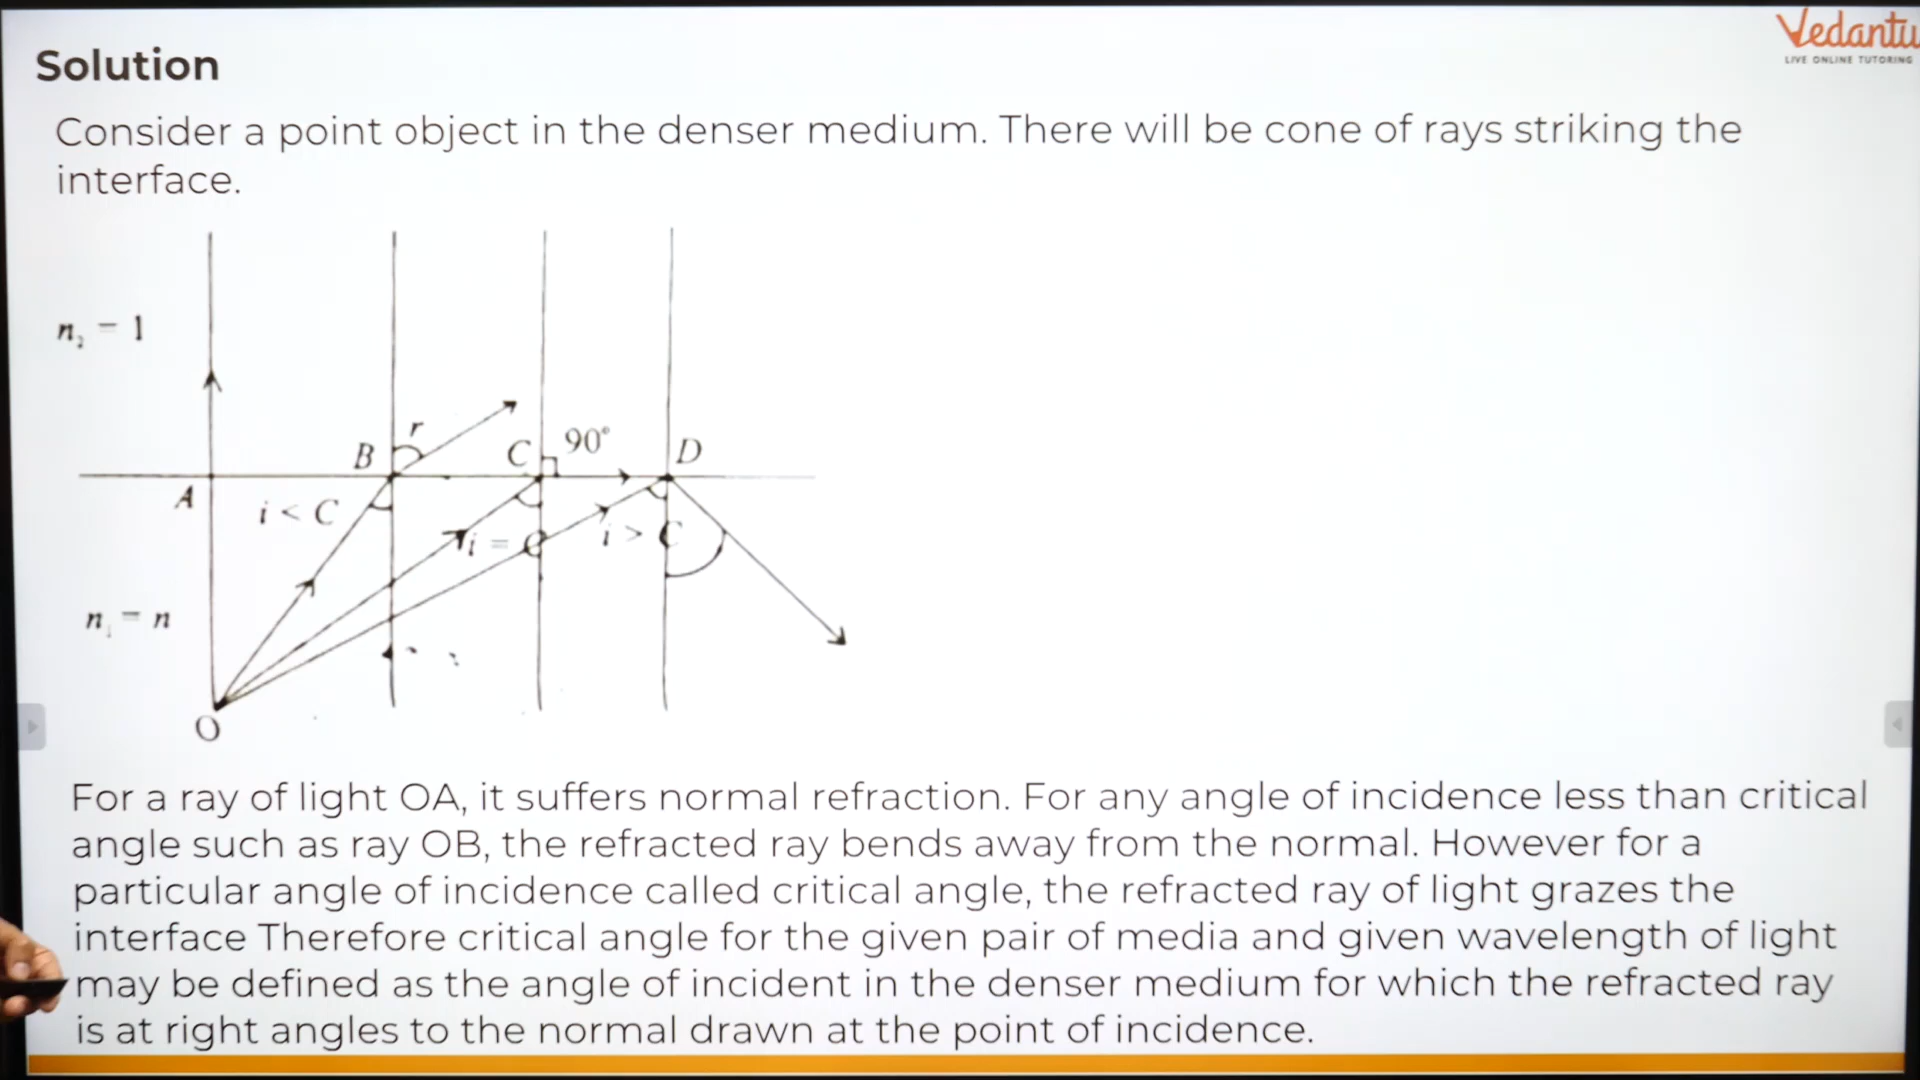 Vedantu
LIVE ONLINE TUTORING
Solution
Consider a point object in the denser medium. There will be cone of rays striking the
interface.
n₂ = 1
B
r
C
90°
D
A
i < C
i = C
i > C
n₁ = n
O
For a ray of light OA, it suffers normal refraction. For any angle of incidence less than critical
angle such as ray OB, the refracted ray bends away from the normal. However for a
particular angle of incidence called critical angle, the refracted ray of light grazes the
interface Therefore critical angle for the given pair of media and given wavelength of light
may be defined as the angle of incident in the denser medium for which the refracted ray
is at right angles to the normal drawn at the point of incidence.